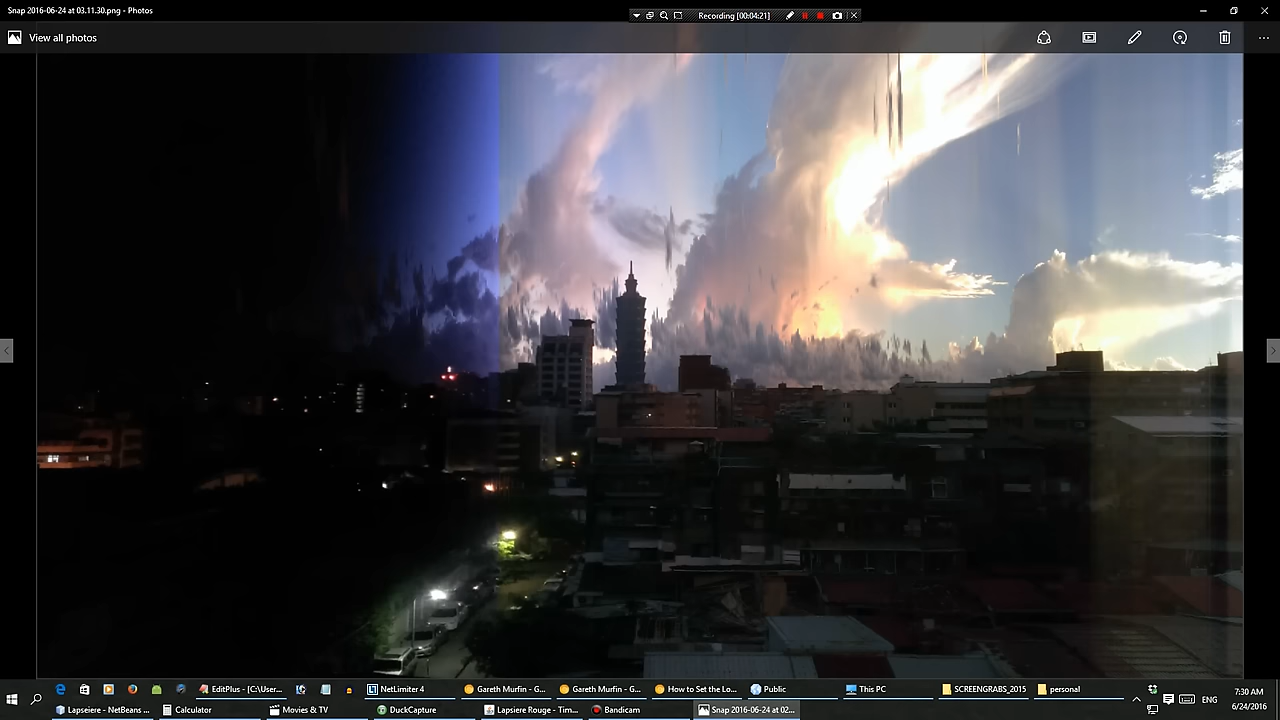 Snap 2016-06-24 at 03.11.30.png - Photos
Recording [00:04:21]
View all photos
EditPlus - [C:\User...
NetLimiter 4
Gareth Murfin - G...
Gareth Murfin - G...
How to Set the Lo...
Public
This PC
SCREENGRABS_2015
personal
ENG
7:30 AM
6/24/2016
Lapseiere - NetBeans ...
Calculator
Movies & TV
DuckCapture
Lapsiere Rouge - Tim...
Bandicam
Snap 2016-06-24 at 02...